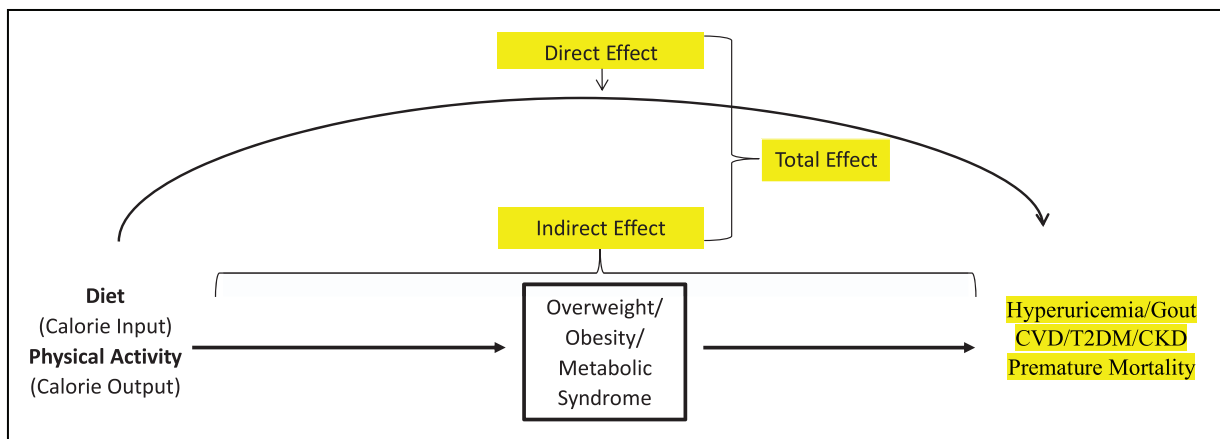 Direct Effect
Total Effect
Indirect Effect
Diet
(Calorie Input)
Physical Activity
(Calorie Output)
Overweight/
Obesity/
Metabolic
Syndrome
Hyperuricemia/Gout
CVD/T2DM/CKD
Premature Mortality